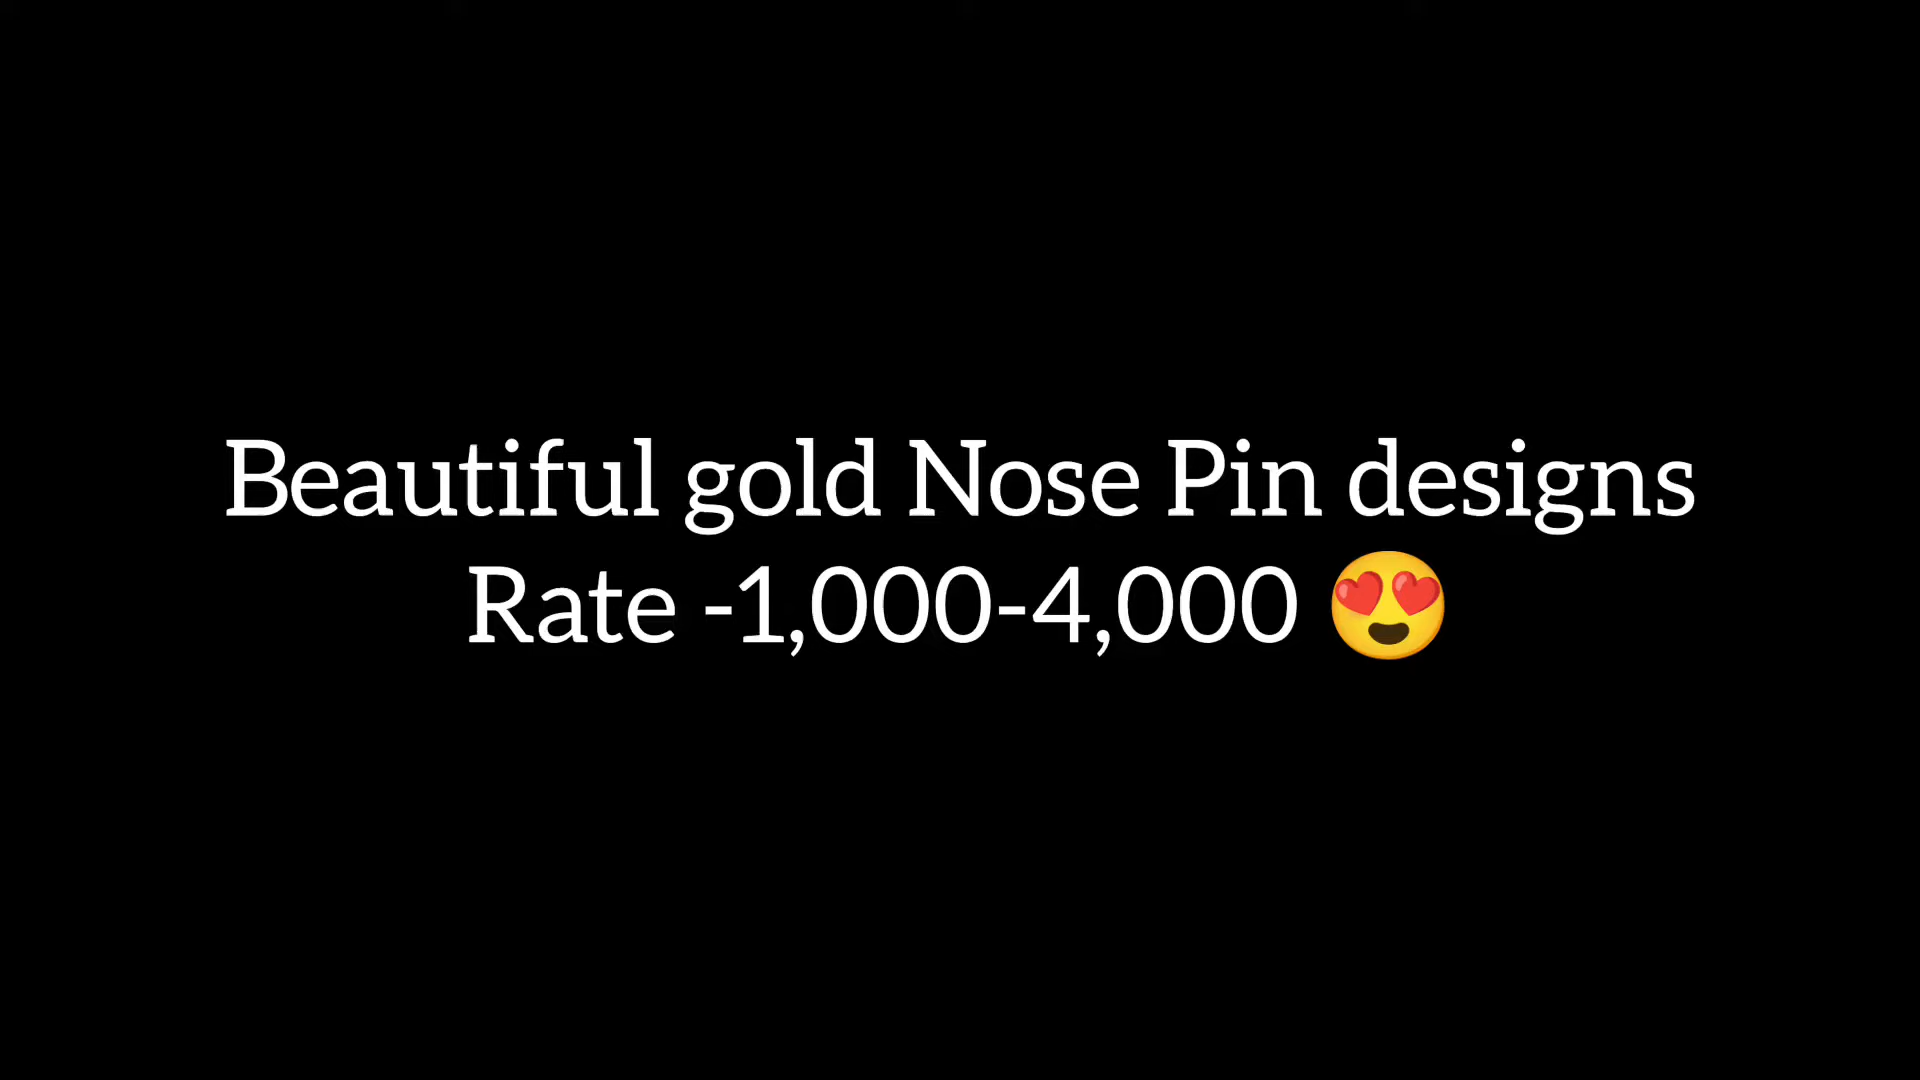 Beautiful gold Nose Pin designs
Rate -1,000-4,000 😍